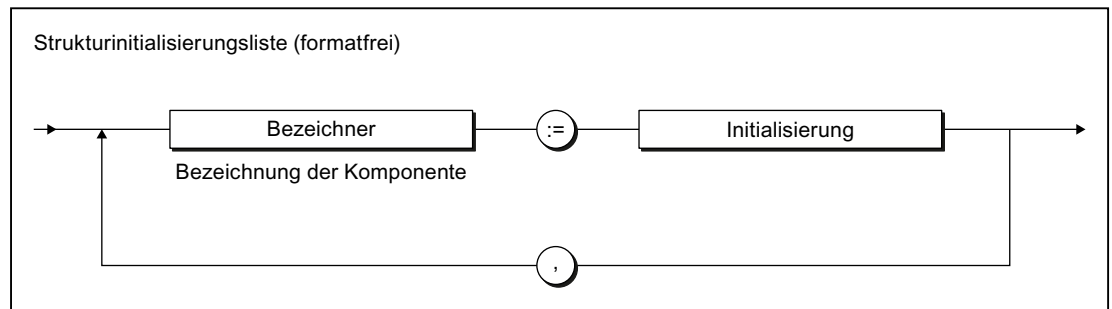 Strukturinitialisierungsliste (formatfrei)
Bezeichner := Initialisierung
Bezeichnung der Komponente
,